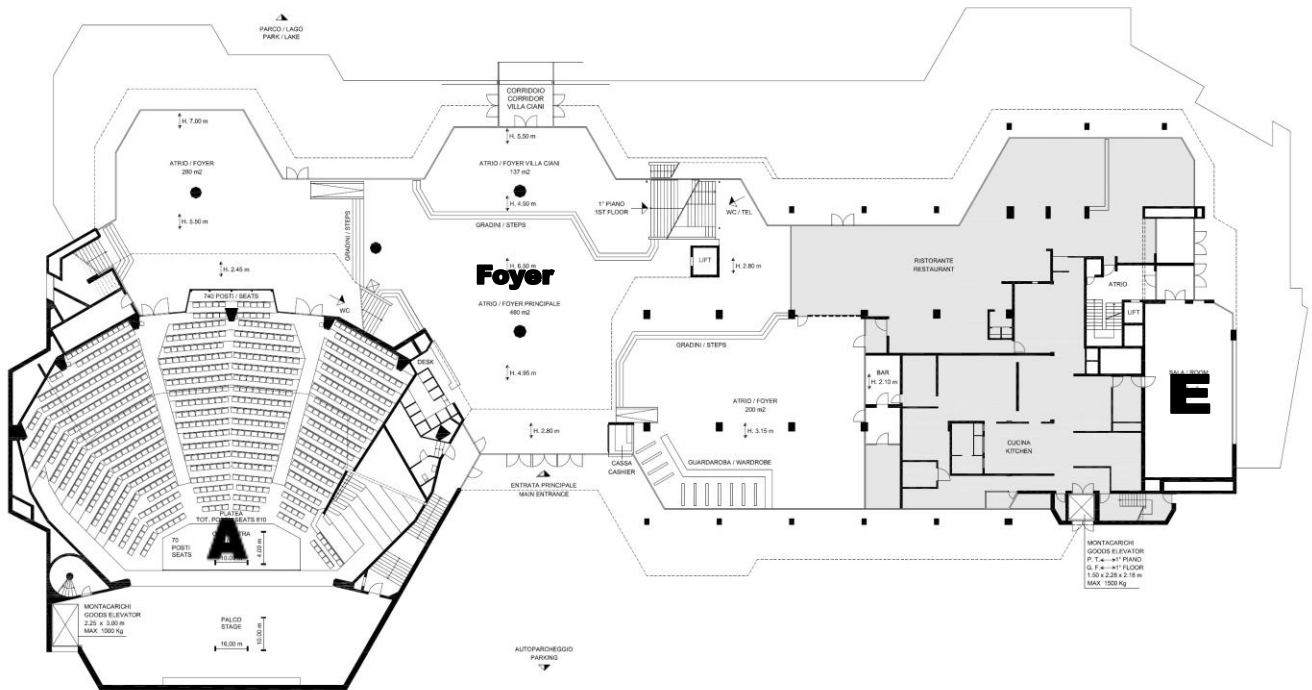 PARCO / LAGO
PARK / LAKE
CORRIDOIO
CORRIDOR
VILLA CIANI
H. 7.00 m
H. 5.50 m
ATRIO / FOYER
280 m2
ATRIO / FOYER VILLA CIANI
137 m2
H. 4.50 m
1° PIANO
1ST FLOOR
WC / TEL
H. 5.50 m
GRADINI / STEPS
GRADINI / STEPS
H. 2.45 m
H. 6.50 m
Foyer
LIFT
H. 2.80 m
RISTORANTE
RESTAURANT
ATRIO
LIFT
740 POSTI / SEATS
WC
ATRIO / FOYER PRINCIPALE
480 m2
GRADINI / STEPS
DESK
H. 4.95 m
BAR
H. 2.10 m
SALA / ROOM
E
ATRIO / FOYER
200 m2
H. 2.80 m
H. 3.15 m
CASSA
CASHIER
GUARDAROBA / WARDROBE
CUCINA
KITCHEN
ENTRATA PRINCIPALE
MAIN ENTRANCE
PLATEA
A
70
POSTI
SEATS
4.00 m
MONTACARICHI
GOODS ELEVATOR
P. T. 1° PIANO
G. F. 1° FLOOR
1.50 x 2.28 x 2.18 m
MAX 1500 Kg
MONTACARICHI
GOODS ELEVATOR
2.25 x 3.80 m
MAX 1000 Kg
PALCO
STAGE
10.00 m
16.00 m
AUTOPARCHEGGIO
PARKING